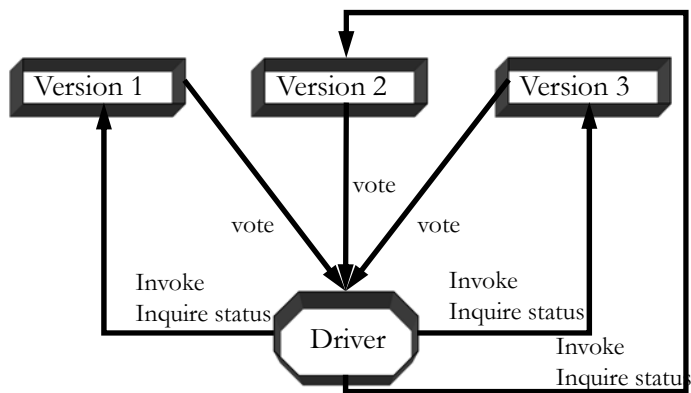 Version 1
Version 2
Version 3
vote
vote
vote
Invoke
Inquire status
Invoke
Inquire status
Driver
Invoke
Inquire status